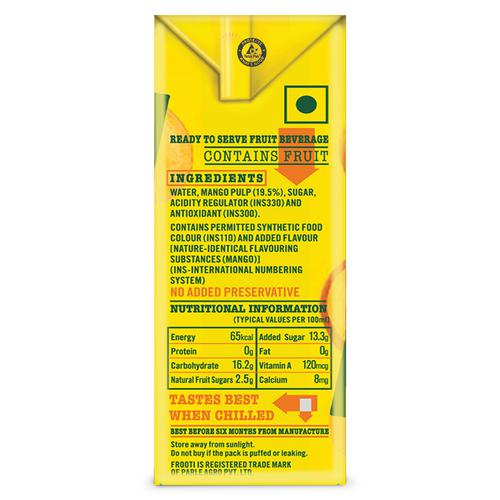 Tetra Pak
READY TO SERVE FRUIT BEVERAGE
CONTAINS FRUIT
INGREDIENTS
WATER, MANGO PULP (19.5%), SUGAR,
ACIDITY REGULATOR (INS330) AND
ANTIOXIDANT (INS300).
CONTAINS PERMITTED SYNTHETIC FOOD
COLOUR (INS110) AND ADDED FLAVOUR
[NATURE-IDENTICAL FLAVOURING
SUBSTANCES (MANGO)]
(INS-INTERNATIONAL NUMBERING
SYSTEM)
NO ADDED PRESERVATIVE
NUTRITIONAL INFORMATION
(TYPICAL VALUES PER 100ml)
Energy 65kcal Added Sugar 13.3g
Protein 0g Fat 0g
Carbohydrate 16.2g Vitamin A 120mcg
Natural Fruit Sugars 2.5g Calcium 8mg
TASTES BEST
WHEN CHILLED
BEST BEFORE SIX MONTHS FROM MANUFACTURE
Store away from sunlight.
Do not buy if the pack is puffed or leaking.
FROOTI IS REGISTERED TRADE MARK
OF PARLE AGRO PVT. LTD.